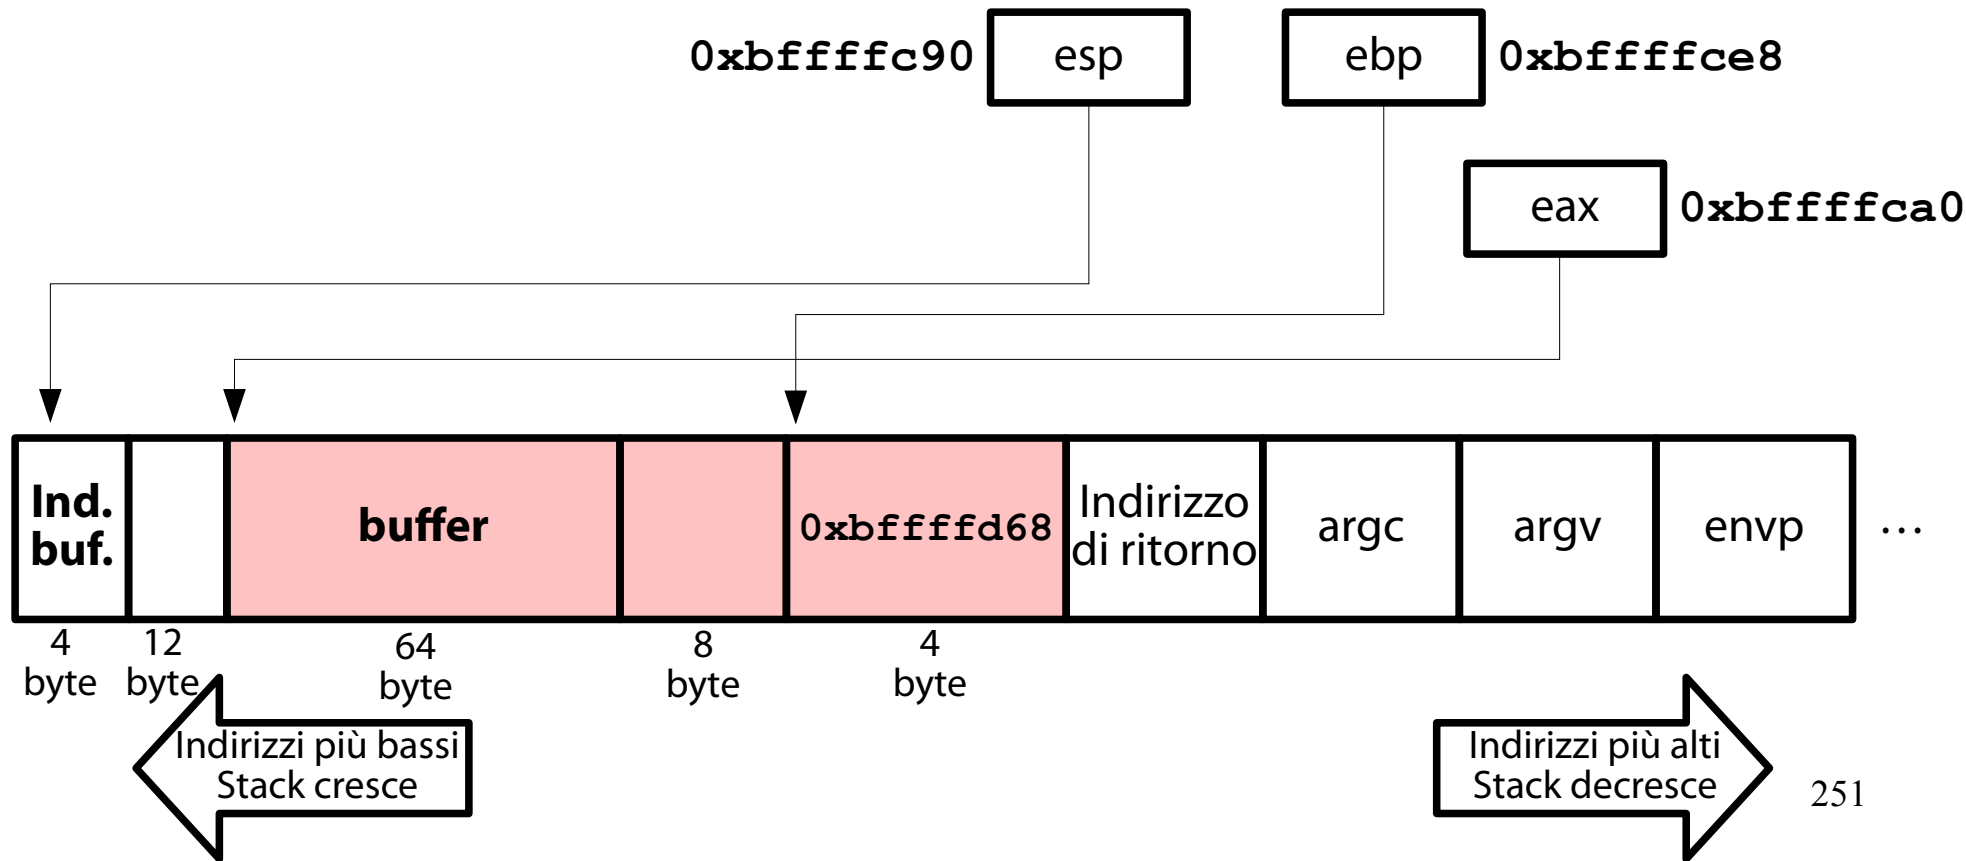 0xbffffc90
esp
ebp
0xbffffce8
eax
0xbffffca0
Ind.
buf.
buffer
0xbffffd68
Indirizzo
di ritorno
argc
argv
envp
...
4
byte
12
byte
64
byte
8
byte
4
byte
Indirizzi più bassi
Stack cresce
Indirizzi più alti
Stack decresce
251